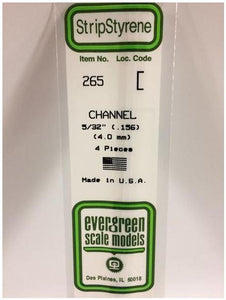 StripStyrene
Item No. Loc. Code
265
CHANNEL
5/32" (.156)
(4.0 mm)
4 Pieces
Made in U.S.A.
evergreen
scale models
Des Plaines, IL 60018